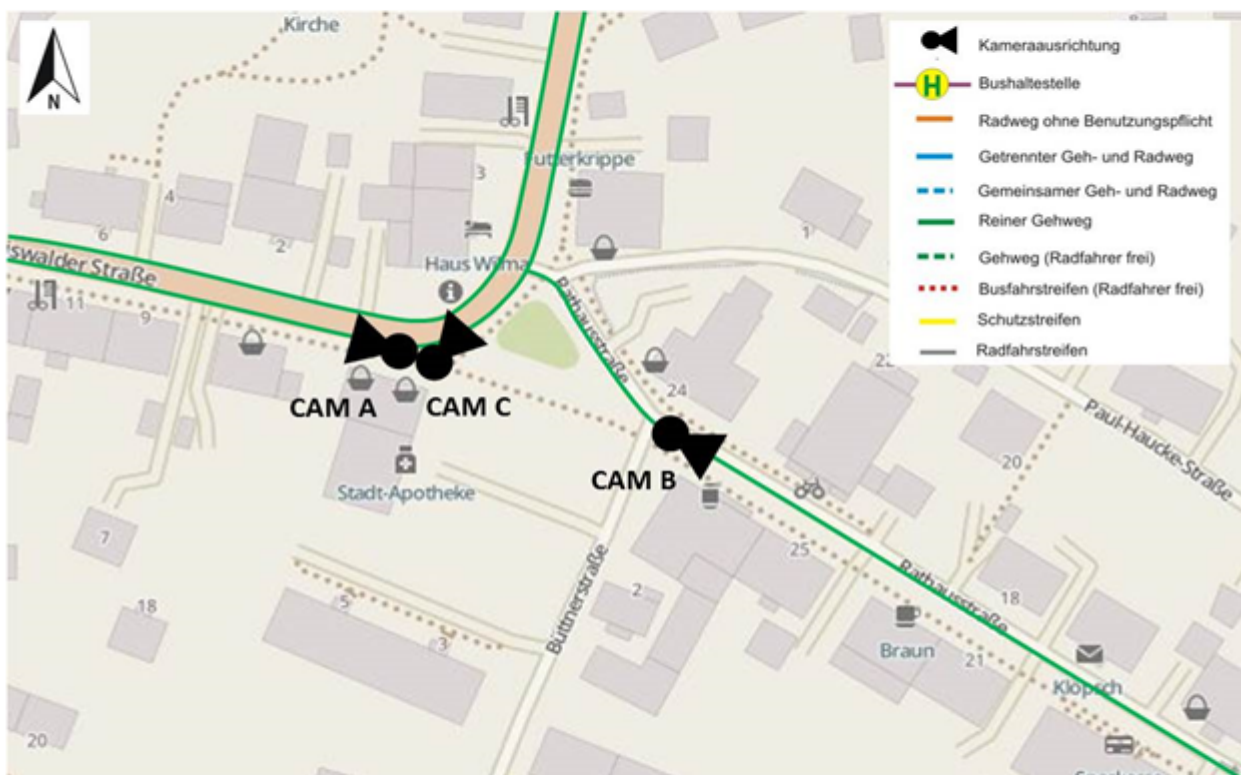 Kirche
N
Kameraausrichtung
H
Bushaltestelle
Radweg ohne Benutzungspflicht
Getrennter Geh- und Radweg
Gemeinsamer Geh- und Radweg
Reiner Gehweg
Gehweg (Radfahrer frei)
Busfahrstreifen (Radfahrer frei)
Schutzstreifen
Radfahrstreifen
Futterkrippe
3
4
6
2
1
iswalder Straße
Haus Wilma
11
9
Rathausstraße
24
22
CAM A
CAM C
Paul-Haucke-Straße
CAM B
20
Stadt-Apotheke
7
25
Büttnerstraße
2
5
18
3
Rathausstraße
18
Braun
21
Klopsch
20